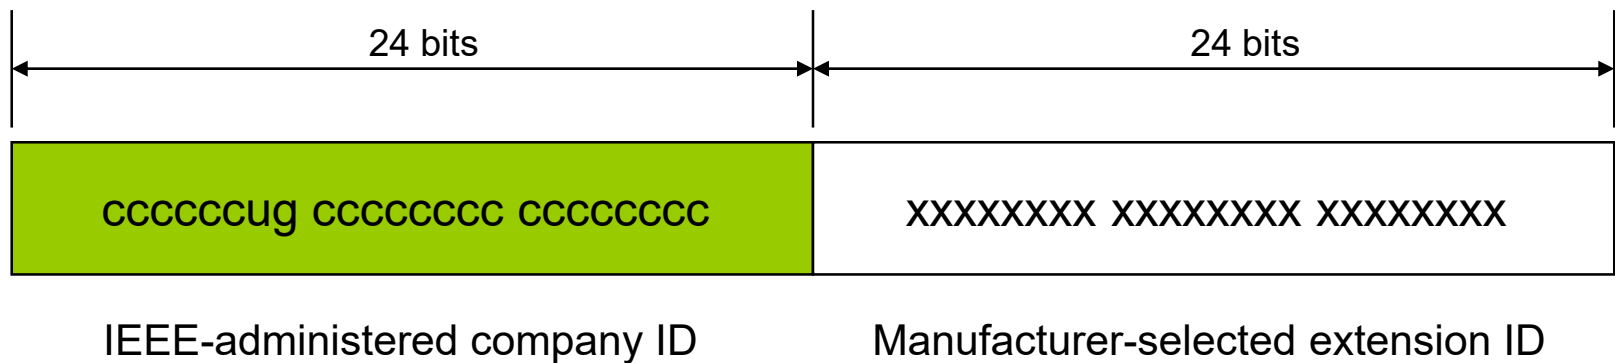 24 bits 24 bits
ccccccug cccccccc cccccccc xxxxxxxx xxxxxxxx xxxxxxxx
IEEE-administered company ID Manufacturer-selected extension ID